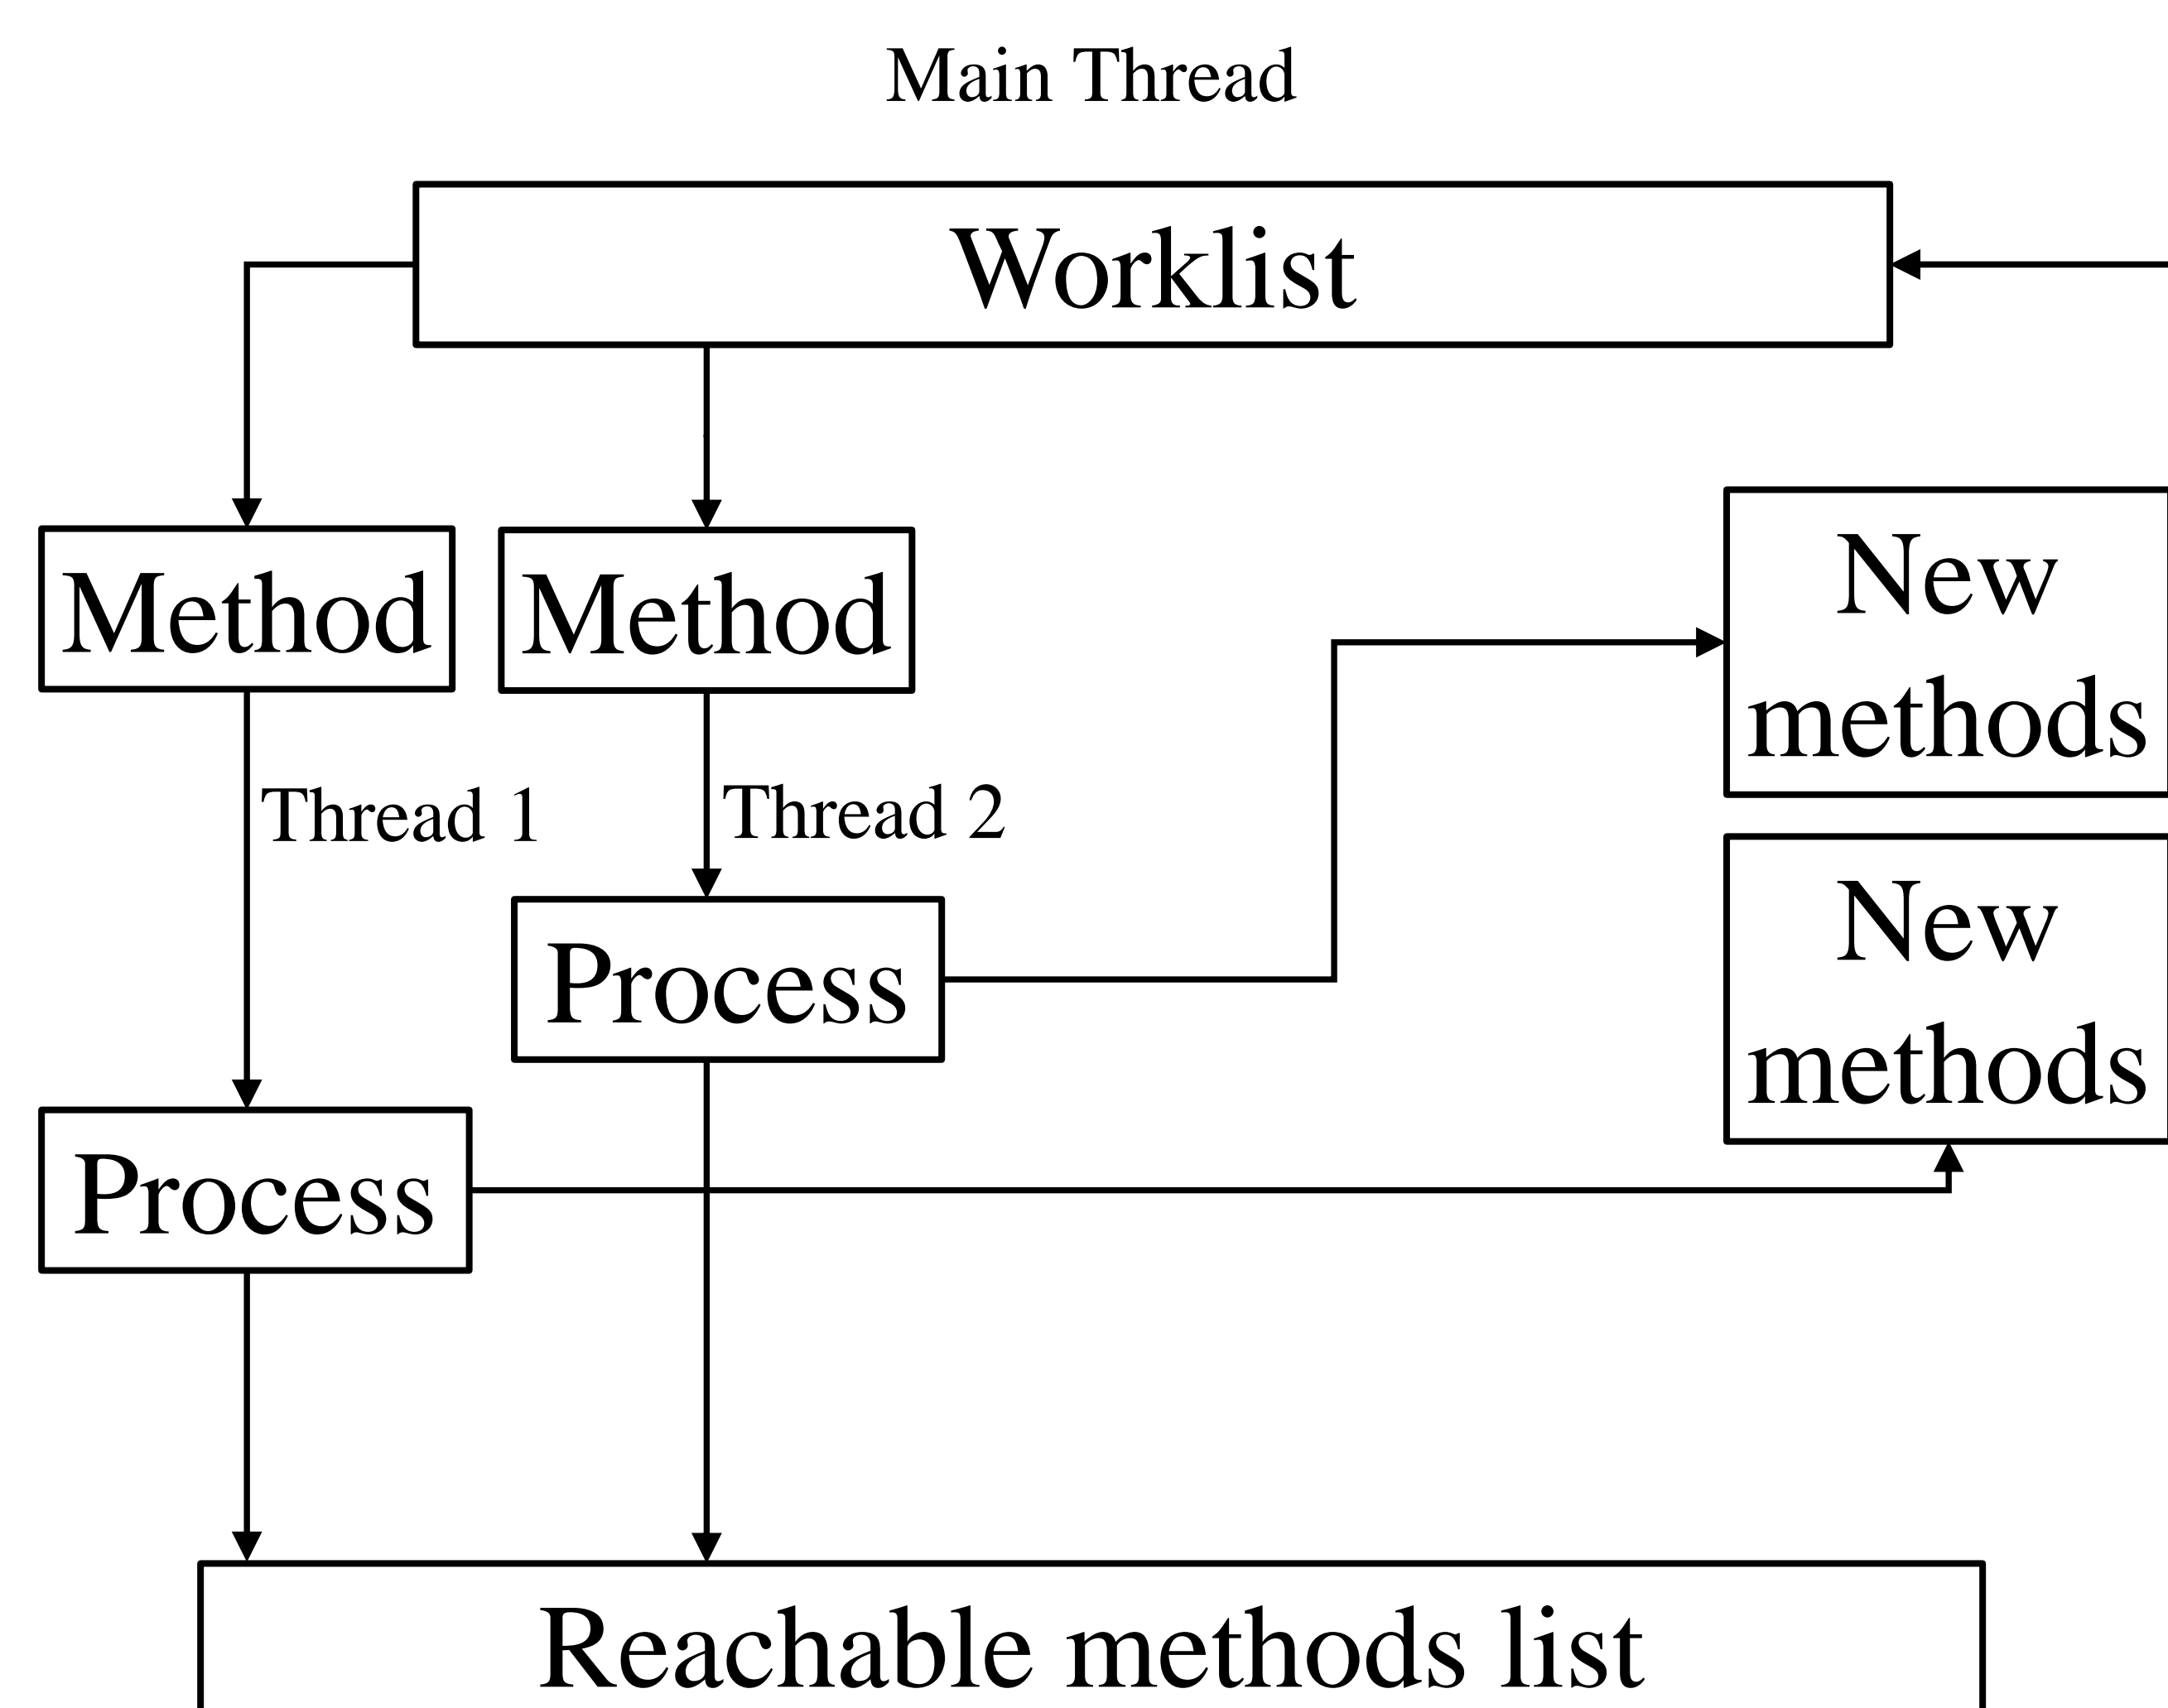 Main Thread
Worklist
Method
Method
New
methods
Thread 1
Thread 2
New
methods
Process
Process
Reachable methods list